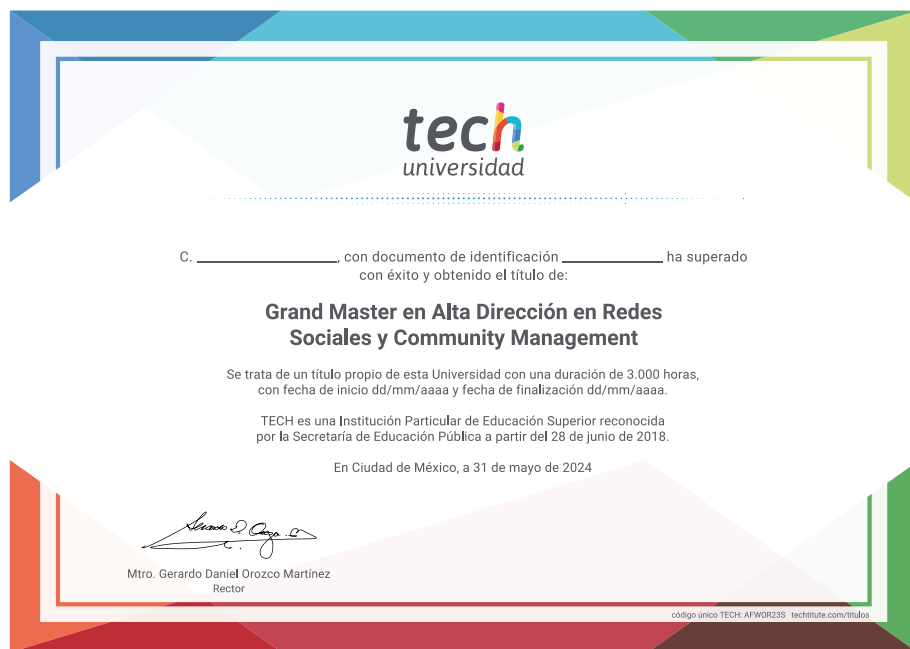 tech
universidad
C. ____________________, con documento de identificación ______________ ha superado
con éxito y obtenido el título de:
Grand Master en Alta Dirección en Redes
Sociales y Community Management
Se trata de un título propio de esta Universidad con una duración de 3.000 horas,
con fecha de inicio dd/mm/aaaa y fecha de finalización dd/mm/aaaa.
TECH es una Institución Particular de Educación Superior reconocida
por la Secretaría de Educación Pública a partir del 28 de junio de 2018.
En Ciudad de México, a 31 de mayo de 2024
Mtro. Gerardo Daniel Orozco Martínez
Rector
código único TECH: AFWOR23S techtitute.com/titulos